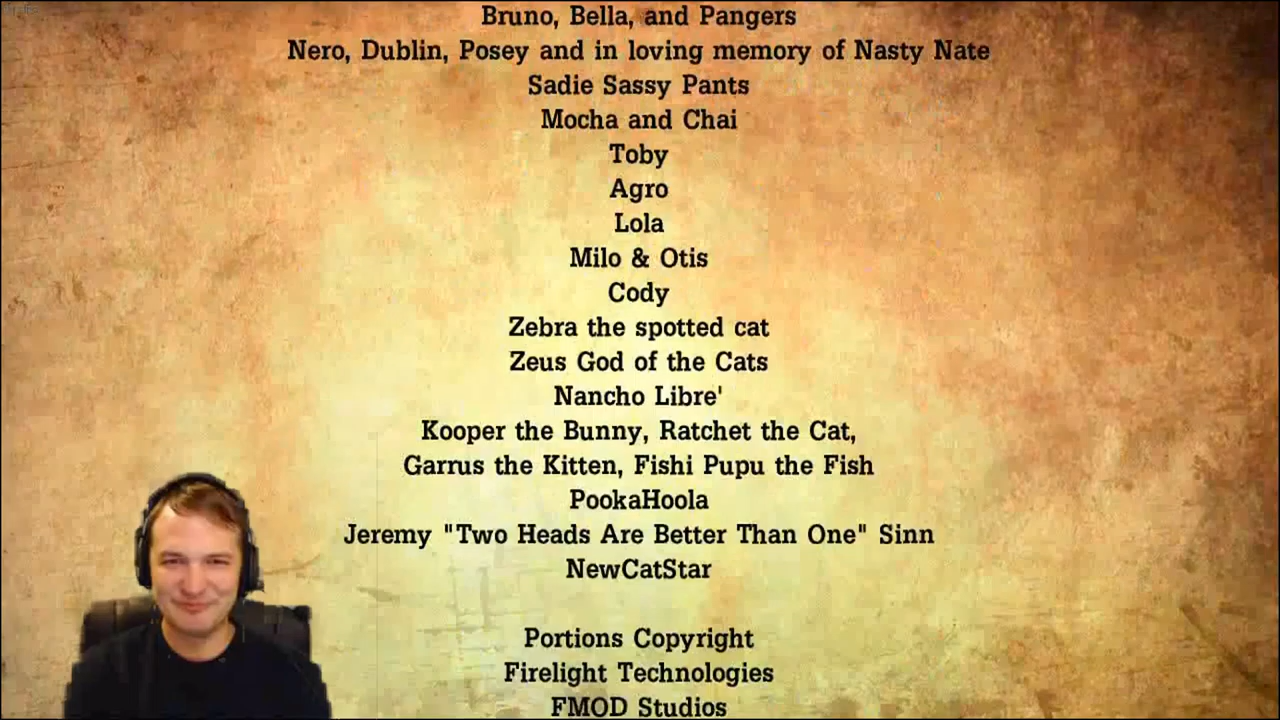 Bruno, Bella, and Pangers
Nero, Dublin, Posey and in loving memory of Nasty Nate
Sadie Sassy Pants
Mocha and Chai
Toby
Agro
Lola
Milo & Otis
Cody
Zebra the spotted cat
Zeus God of the Cats
Nancho Libre'
Kooper the Bunny, Ratchet the Cat,
Garrus the Kitten, Fishi Pupu the Fish
PookaHoola
Jeremy "Two Heads Are Better Than One" Sinn
NewCatStar
Portions Copyright
Firelight Technologies
FMOD Studios